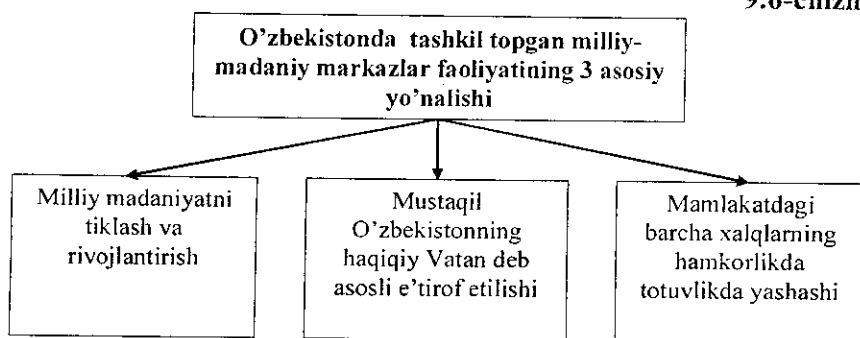 O’zbekistonda tashkil topgan milliy-
madaniy markazlar faoliyatining 3 asosiy
yo’nalishi
Milliy madaniyatni
tiklash va
rivojlantirish
Mustaqil
O’zbekistonning
haqiqiy Vatan deb
asosli e’tirof etilishi
Mamlakatdagi
barcha xalqlarning
hamkorlikda
totuvlikda yashashi